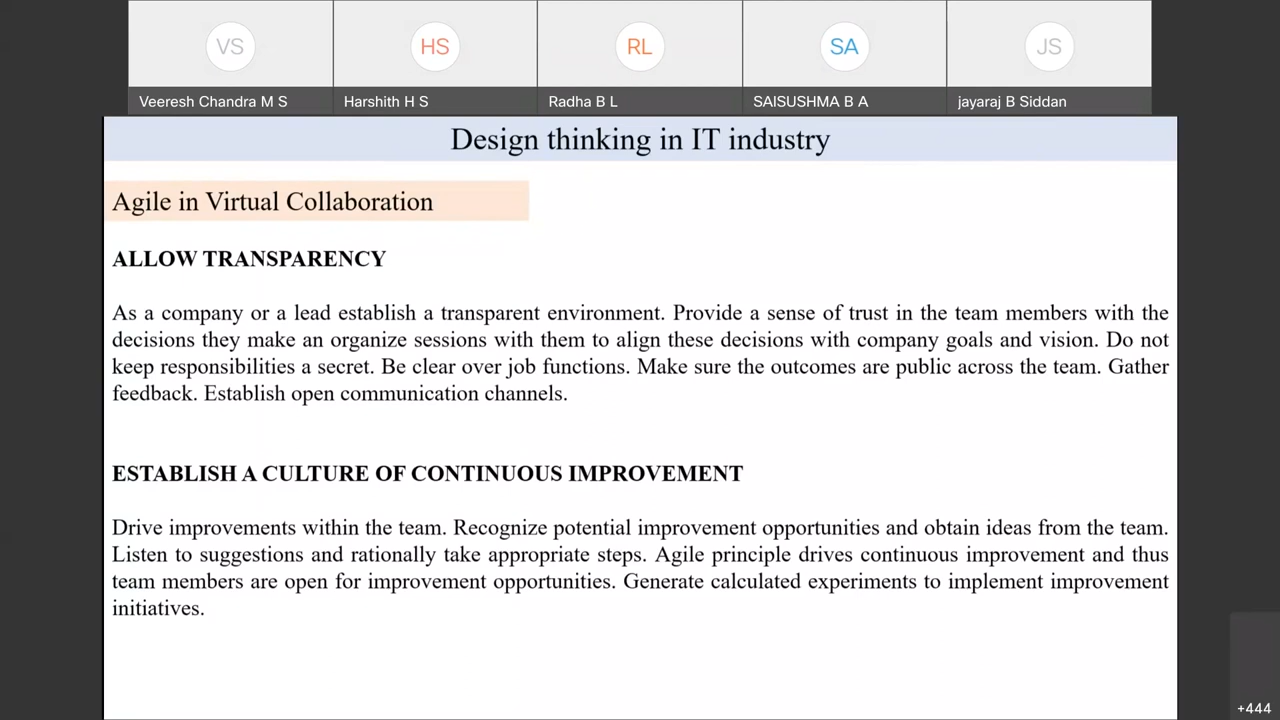 VS
HS
RL
SA
JS
Veeresh Chandra M S
Harshith H S
Radha B L
SAISUSHMA B A
jayaraj B Siddan
Design thinking in IT industry
Agile in Virtual Collaboration
ALLOW TRANSPARENCY
As a company or a lead establish a transparent environment. Provide a sense of trust in the team members with the
decisions they make an organize sessions with them to align these decisions with company goals and vision. Do not
keep responsibilities a secret. Be clear over job functions. Make sure the outcomes are public across the team. Gather
feedback. Establish open communication channels.
ESTABLISH A CULTURE OF CONTINUOUS IMPROVEMENT
Drive improvements within the team. Recognize potential improvement opportunities and obtain ideas from the team.
Listen to suggestions and rationally take appropriate steps. Agile principle drives continuous improvement and thus
team members are open for improvement opportunities. Generate calculated experiments to implement improvement
initiatives.
+444